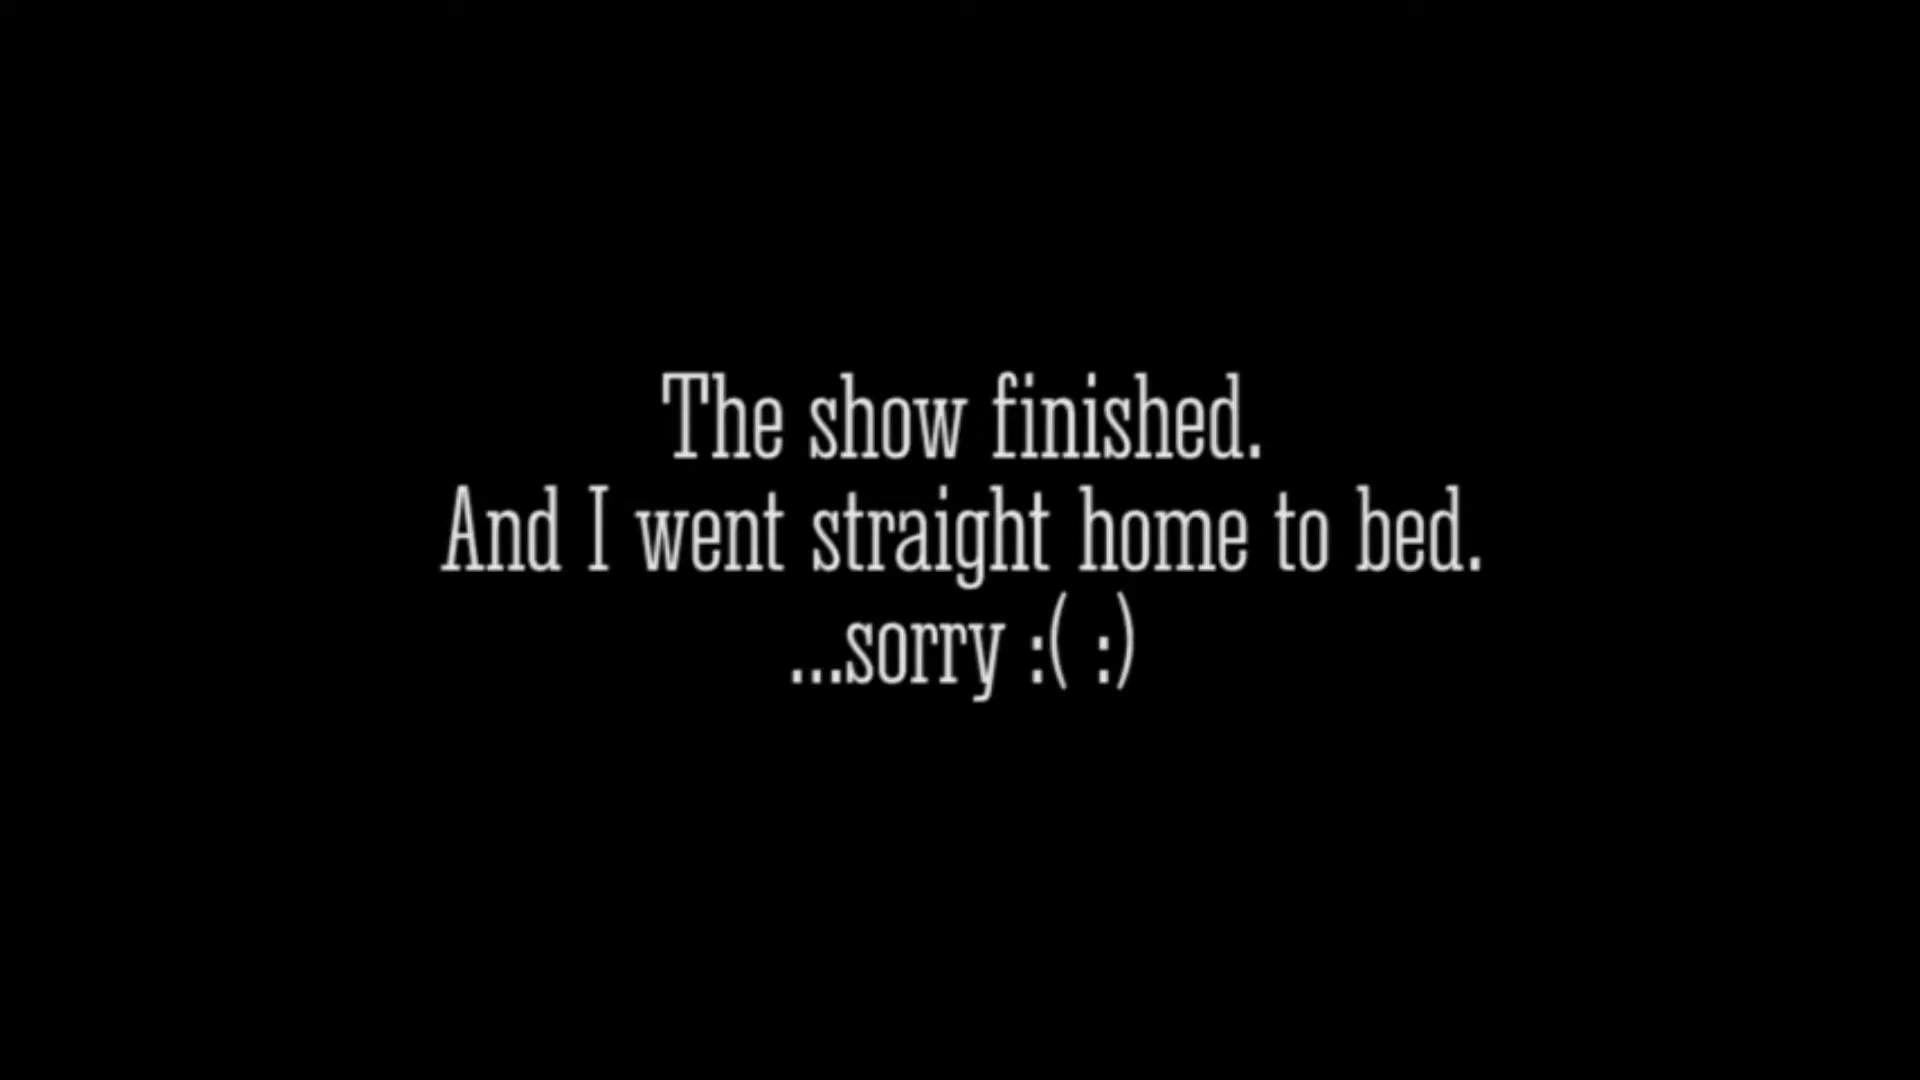 The show finished.
And I went straight home to bed.
...sorry :( :)